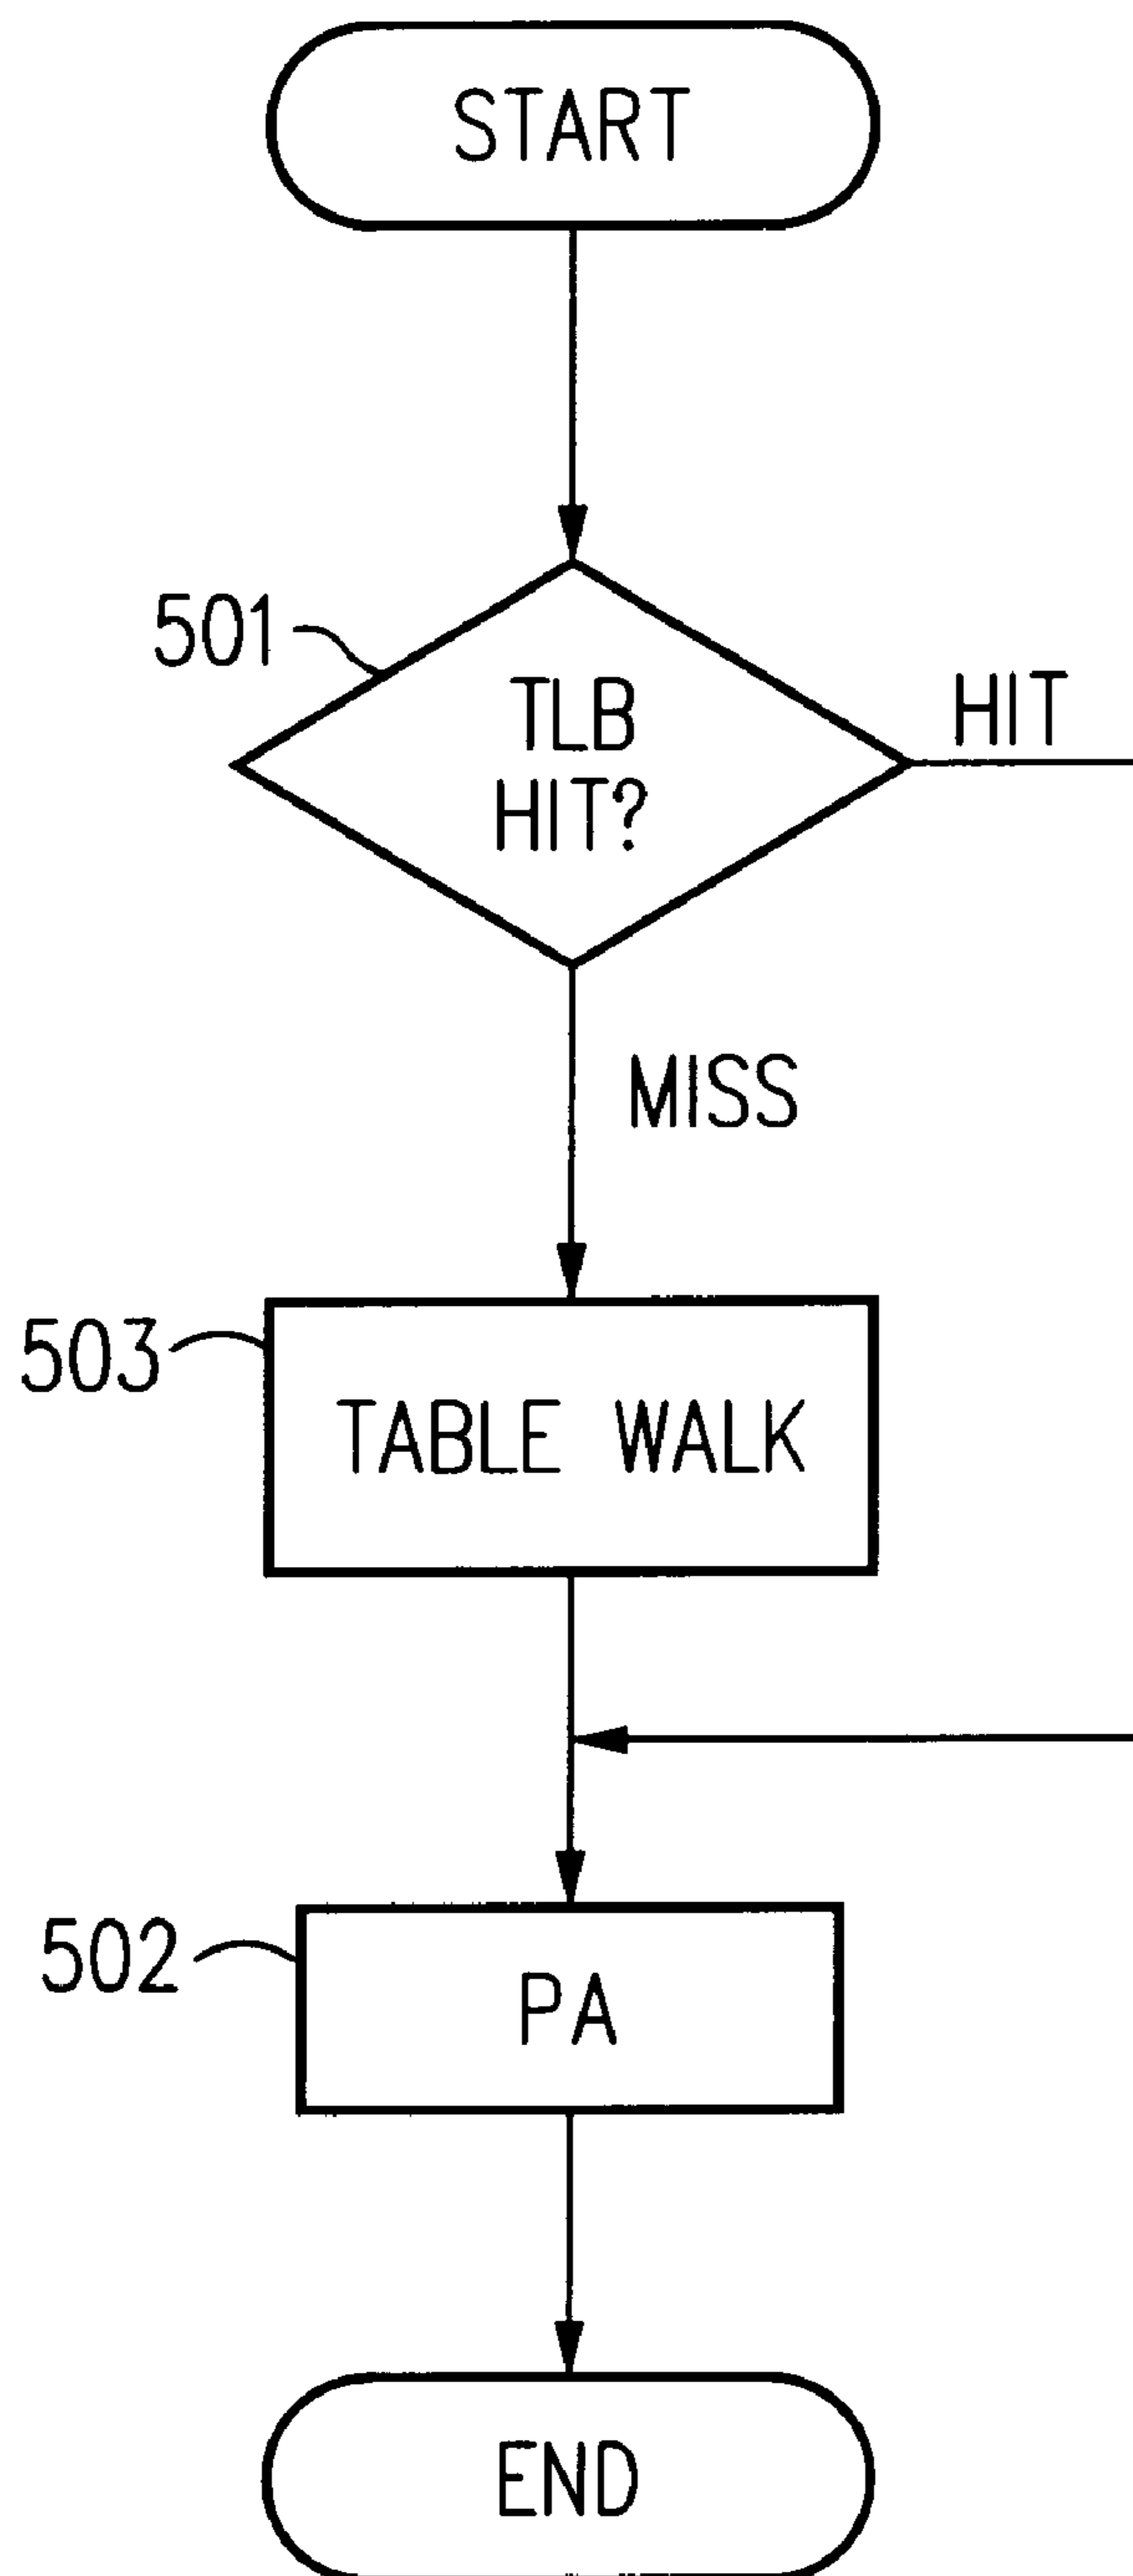 START
501
TLB
HIT?
HIT
MISS
503
TABLE WALK
502
PA
END